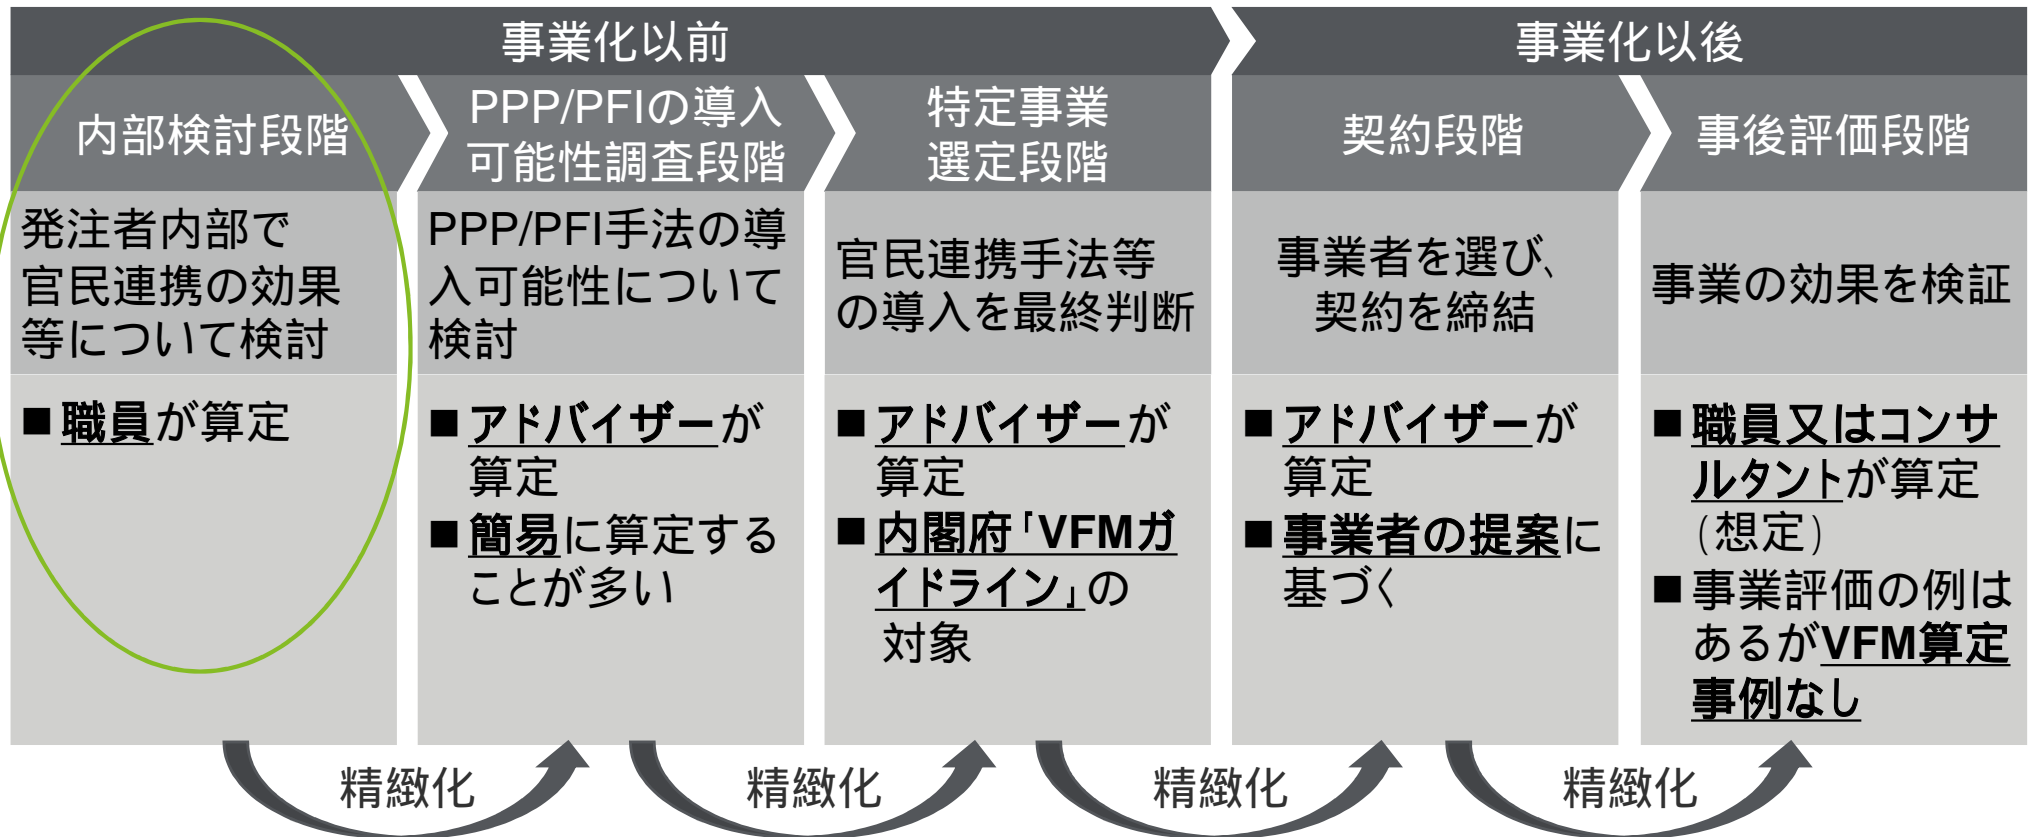 事業化以前
事業化以後
内部検討段階
PPP/PFIの導入
可能性調査段階
特定事業
選定段階
契約段階
事後評価段階
発注者内部で
官民連携の効果
等について検討
PPP/PFI手法の導
入可能性について
検討
官民連携手法等
の導入を最終判断
事業者を選び、
契約を締結
事業の効果を検証
■職員が算定
■アドバイザーが
算定
■簡易に算定する
ことが多い
■アドバイザーが
算定
■内閣府「VFMガ
イドライン」の
対象
■アドバイザーが
算定
■事業者の提案に
基づく
■職員又はコンサ
ルタントが算定
(想定)
■事業評価の例は
あるがVFM算定
事例なし
精緻化
精緻化
精緻化
精緻化